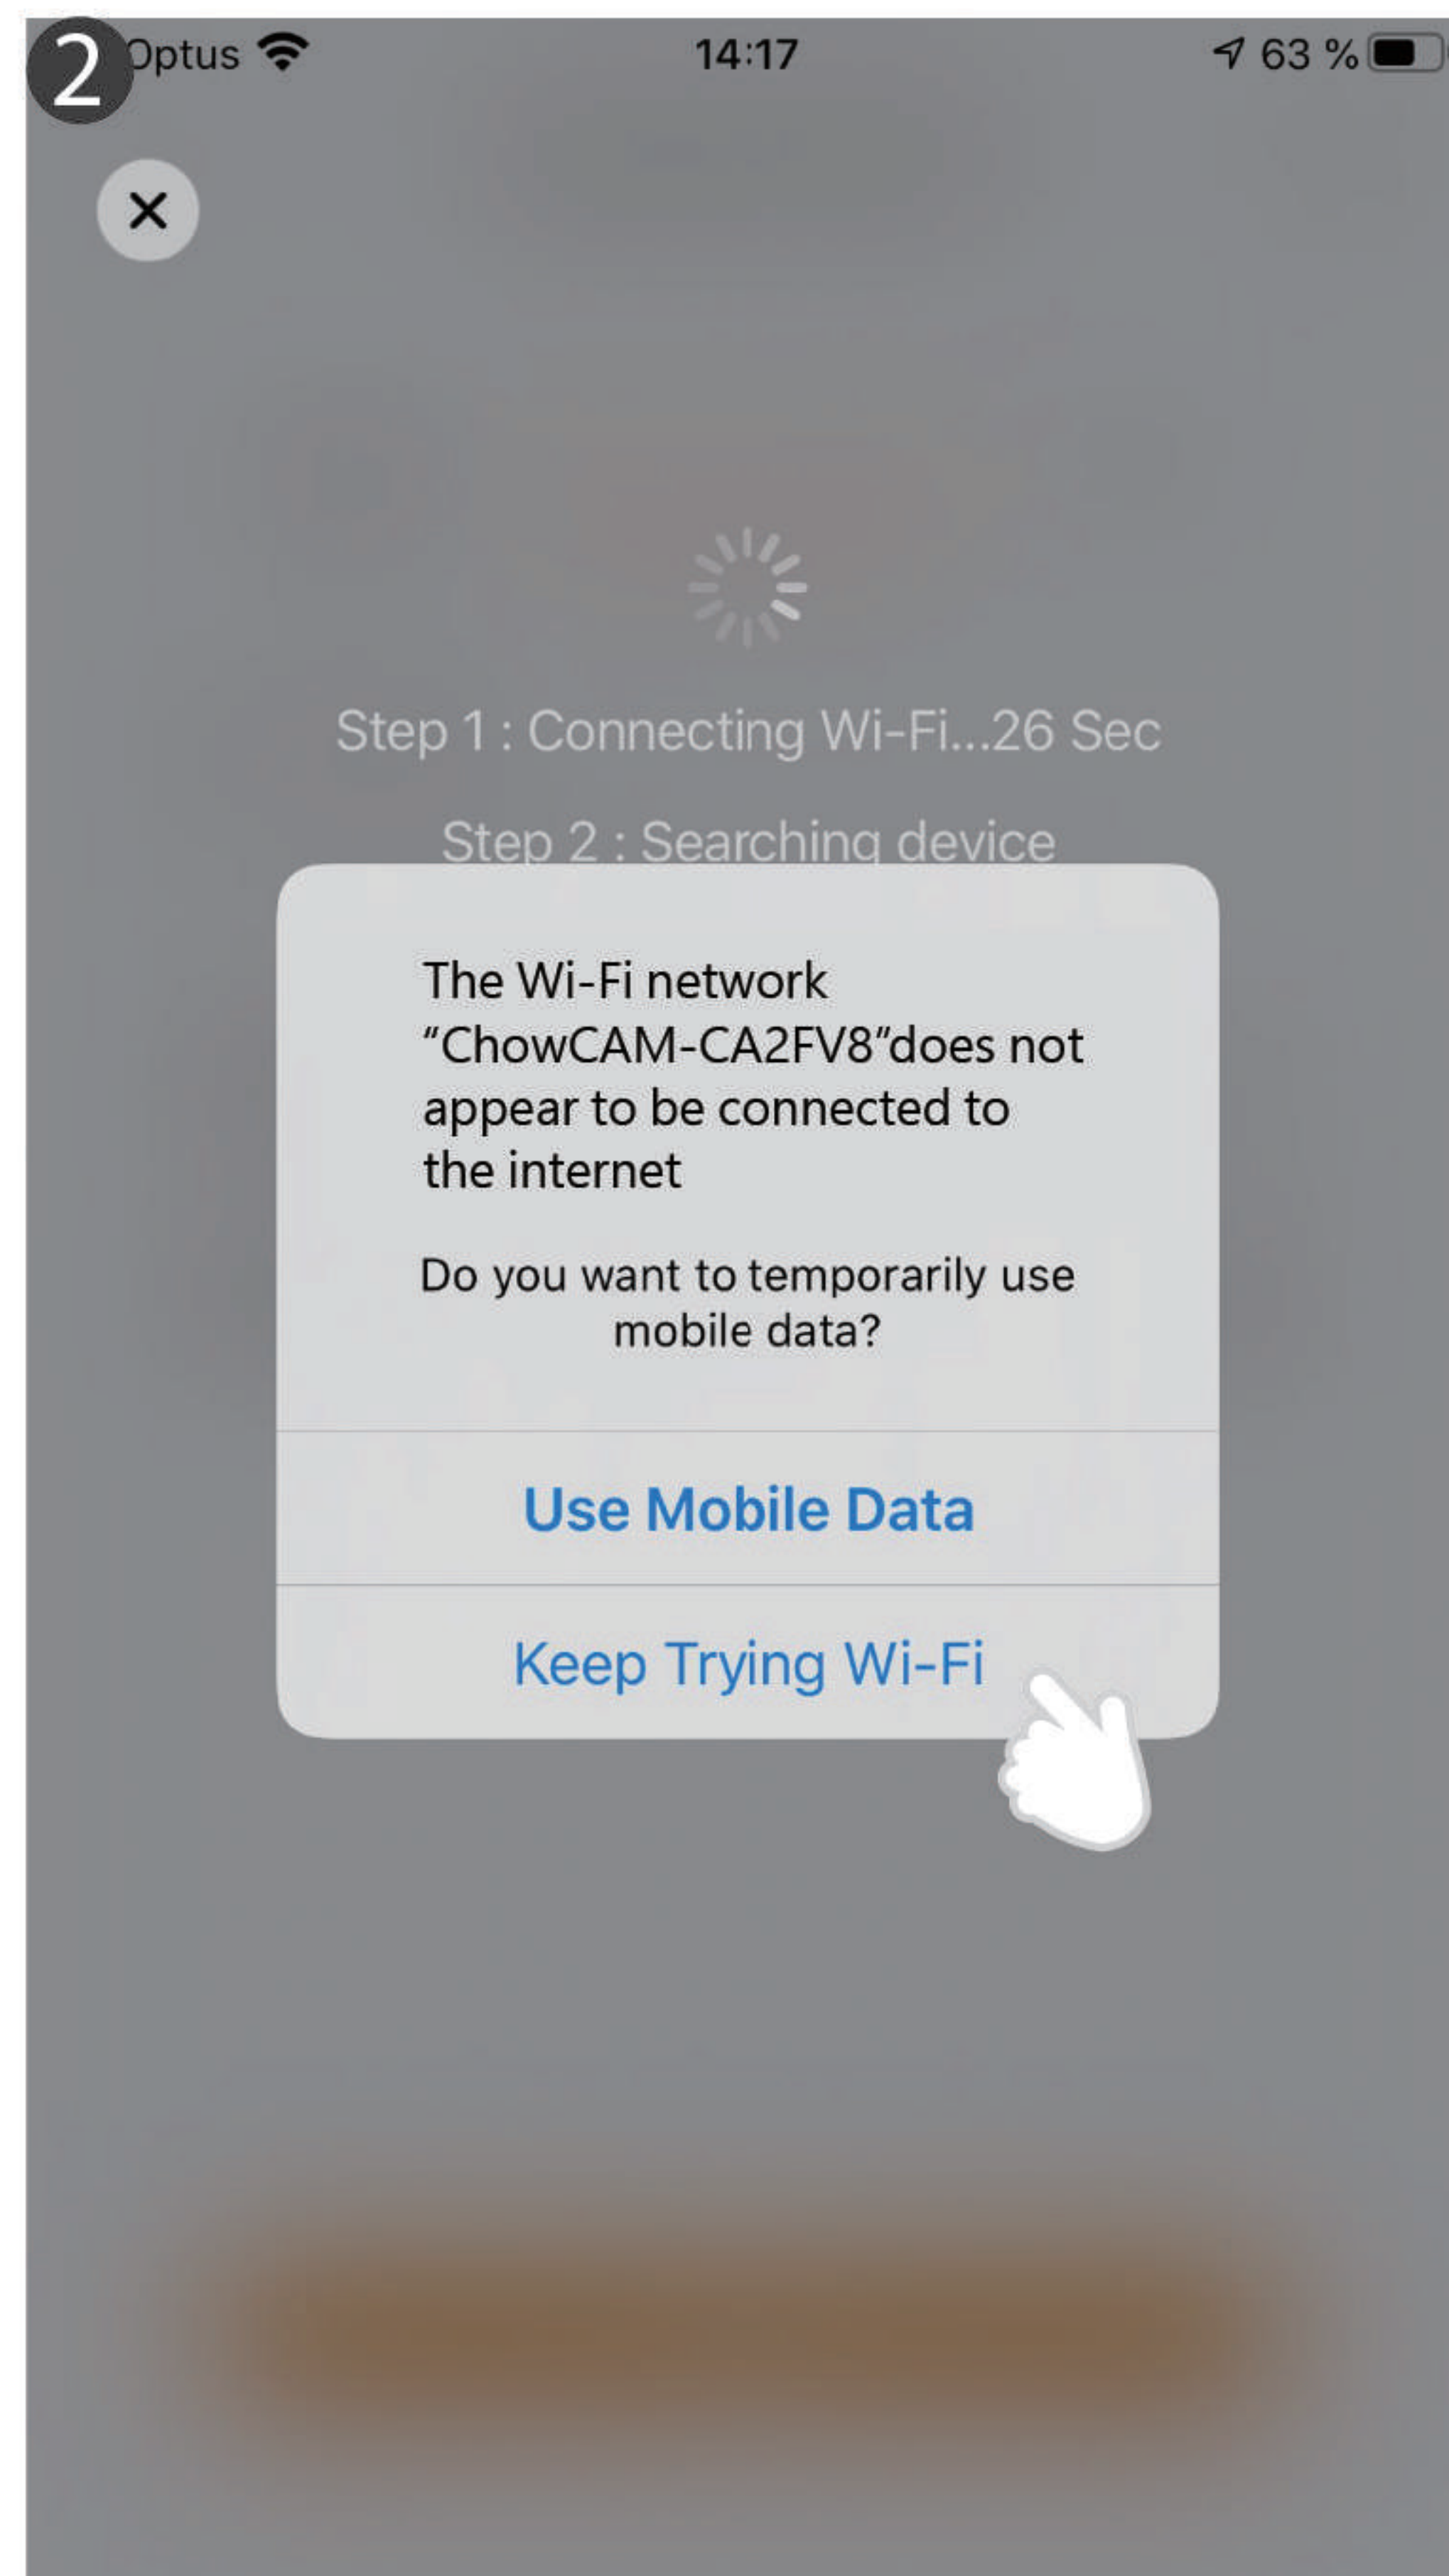 2 Optus 14:17 63 %
Step 1 : Connecting Wi-Fi...26 Sec
Step 2 : Searching device
The Wi-Fi network
“ChowCAM-CA2FV8”does not
appear to be connected to
the internet
Do you want to temporarily use
mobile data?
Use Mobile Data
Keep Trying Wi-Fi